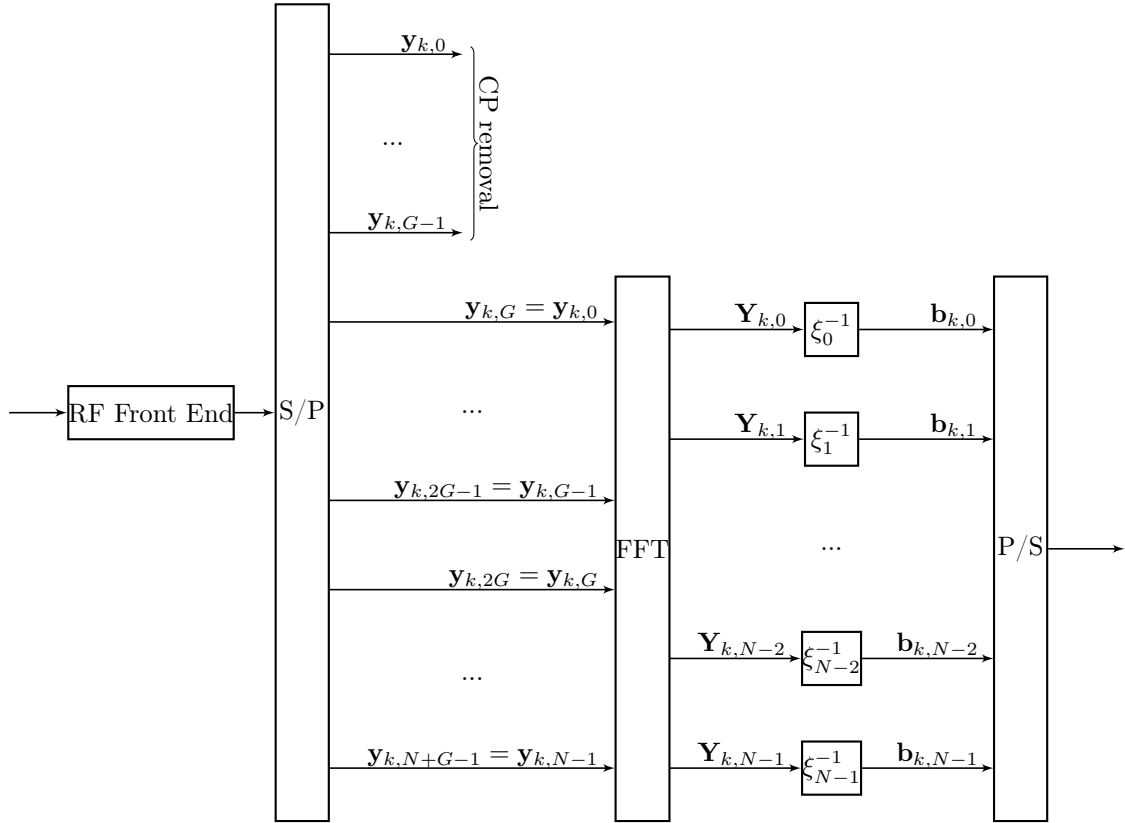 RF Front End
S/P
y_{k,0}
...
y_{k,G−1}
CP removal
y_{k,G} = y_{k,0}
...
y_{k,2G−1} = y_{k,G−1}
y_{k,2G} = y_{k,G}
...
y_{k,N+G−1} = y_{k,N−1}
FFT
Y_{k,0}
ξ_0^{−1}
b_{k,0}
Y_{k,1}
ξ_1^{−1}
b_{k,1}
...
Y_{k,N−2}
ξ_{N−2}^{−1}
b_{k,N−2}
Y_{k,N−1}
ξ_{N−1}^{−1}
b_{k,N−1}
P/S